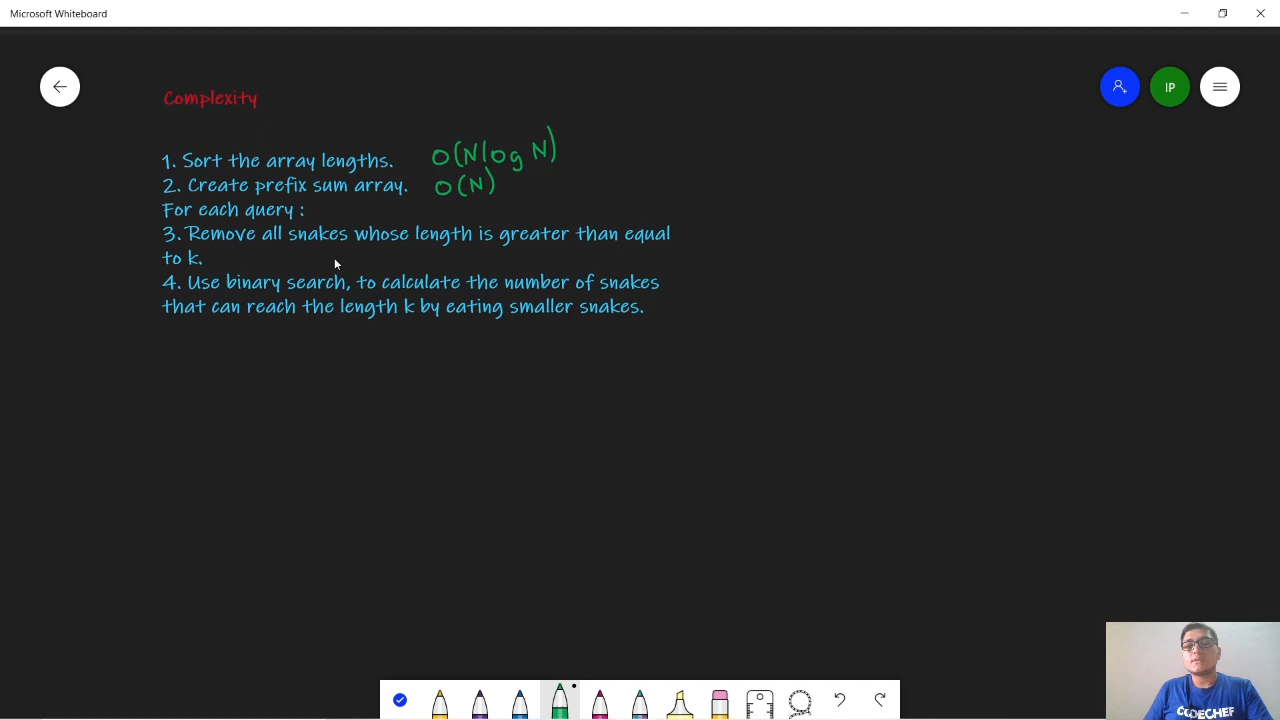 Microsoft Whiteboard
IP
Complexity
1. Sort the array lengths. O(N log N)
2. Create prefix sum array. O(N)
For each query :
3. Remove all snakes whose length is greater than equal
to k.
4. Use binary search, to calculate the number of snakes
that can reach the length k by eating smaller snakes.
CODECHEF